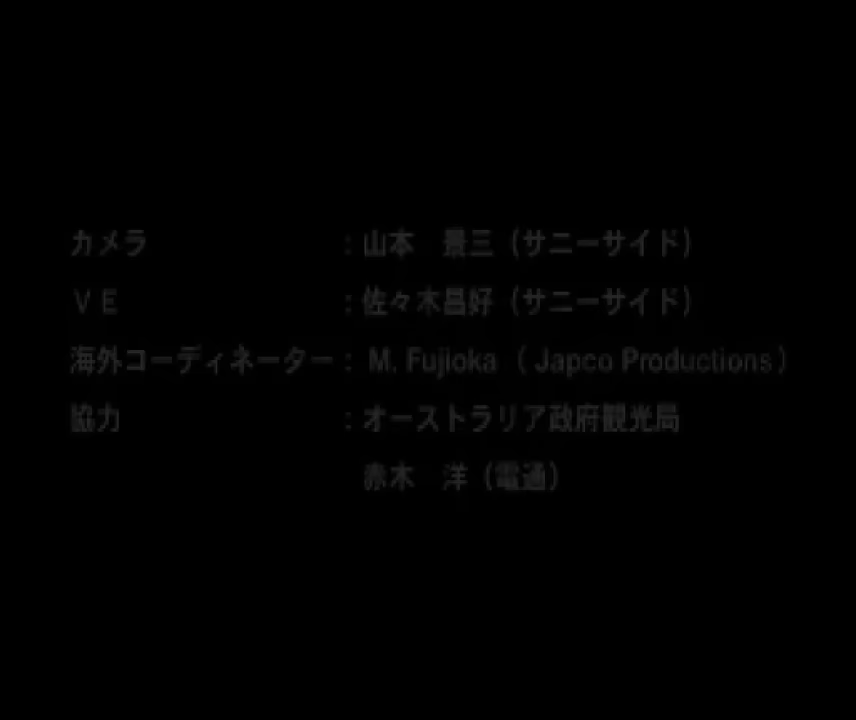 カメラ　：山本　景三（サニーサイド）
ＶＥ　：佐々木昌好（サニーサイド）
海外コーディネーター： M. Fujioka （ Japco Productions ）
協力　：オーストラリア政府観光局
赤木　洋（電通）